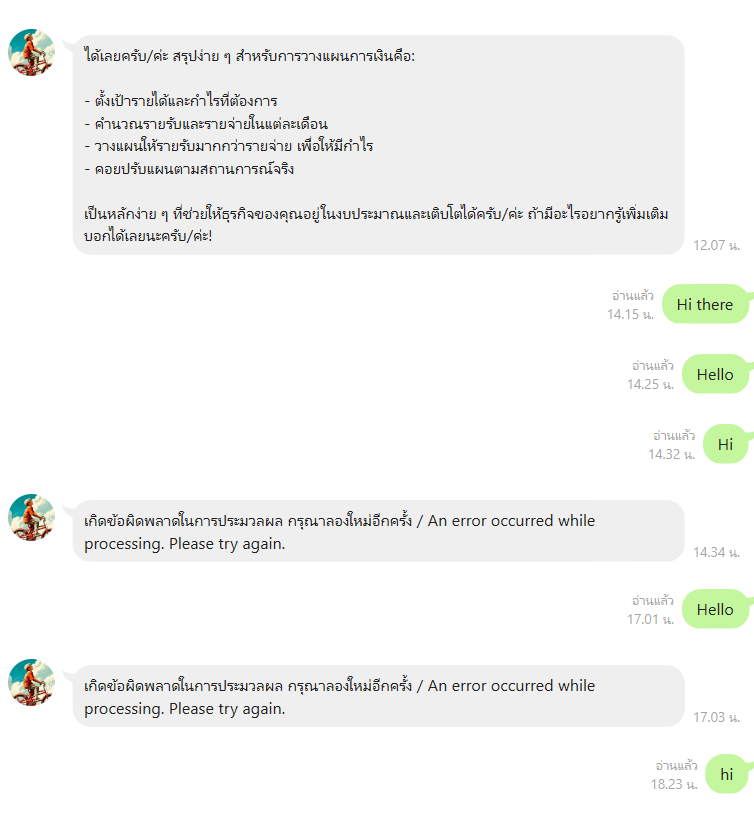 ได้เลยครับ/ค่ะ สรุปง่าย ๆ สำหรับการวางแผนการเงินคือ:
- ตั้งเป้ารายได้และกำไรที่ต้องการ
- คำนวณรายรับและรายจ่ายในแต่ละเดือน
- วางแผนให้รายรับมากกว่ารายจ่าย เพื่อให้มีกำไร
- คอยปรับแผนตามสถานการณ์จริง
เป็นหลักง่าย ๆ ที่ช่วยให้ธุรกิจของคุณอยู่ในงบประมาณและเติบโตได้ครับ/ค่ะ ถ้ามีอะไรอยากรู้เพิ่มเติม
บอกได้เลยนะครับ/ค่ะ!
12.07 น.
อ่านแล้ว
14.15 น.
Hi there
อ่านแล้ว
14.25 น.
Hello
อ่านแล้ว
14.32 น.
Hi
เกิดข้อผิดพลาดในการประมวลผล กรุณาลองใหม่อีกครั้ง / An error occurred while
processing. Please try again.
14.34 น.
อ่านแล้ว
17.01 น.
Hello
เกิดข้อผิดพลาดในการประมวลผล กรุณาลองใหม่อีกครั้ง / An error occurred while
processing. Please try again.
17.03 น.
อ่านแล้ว
18.23 น.
hi